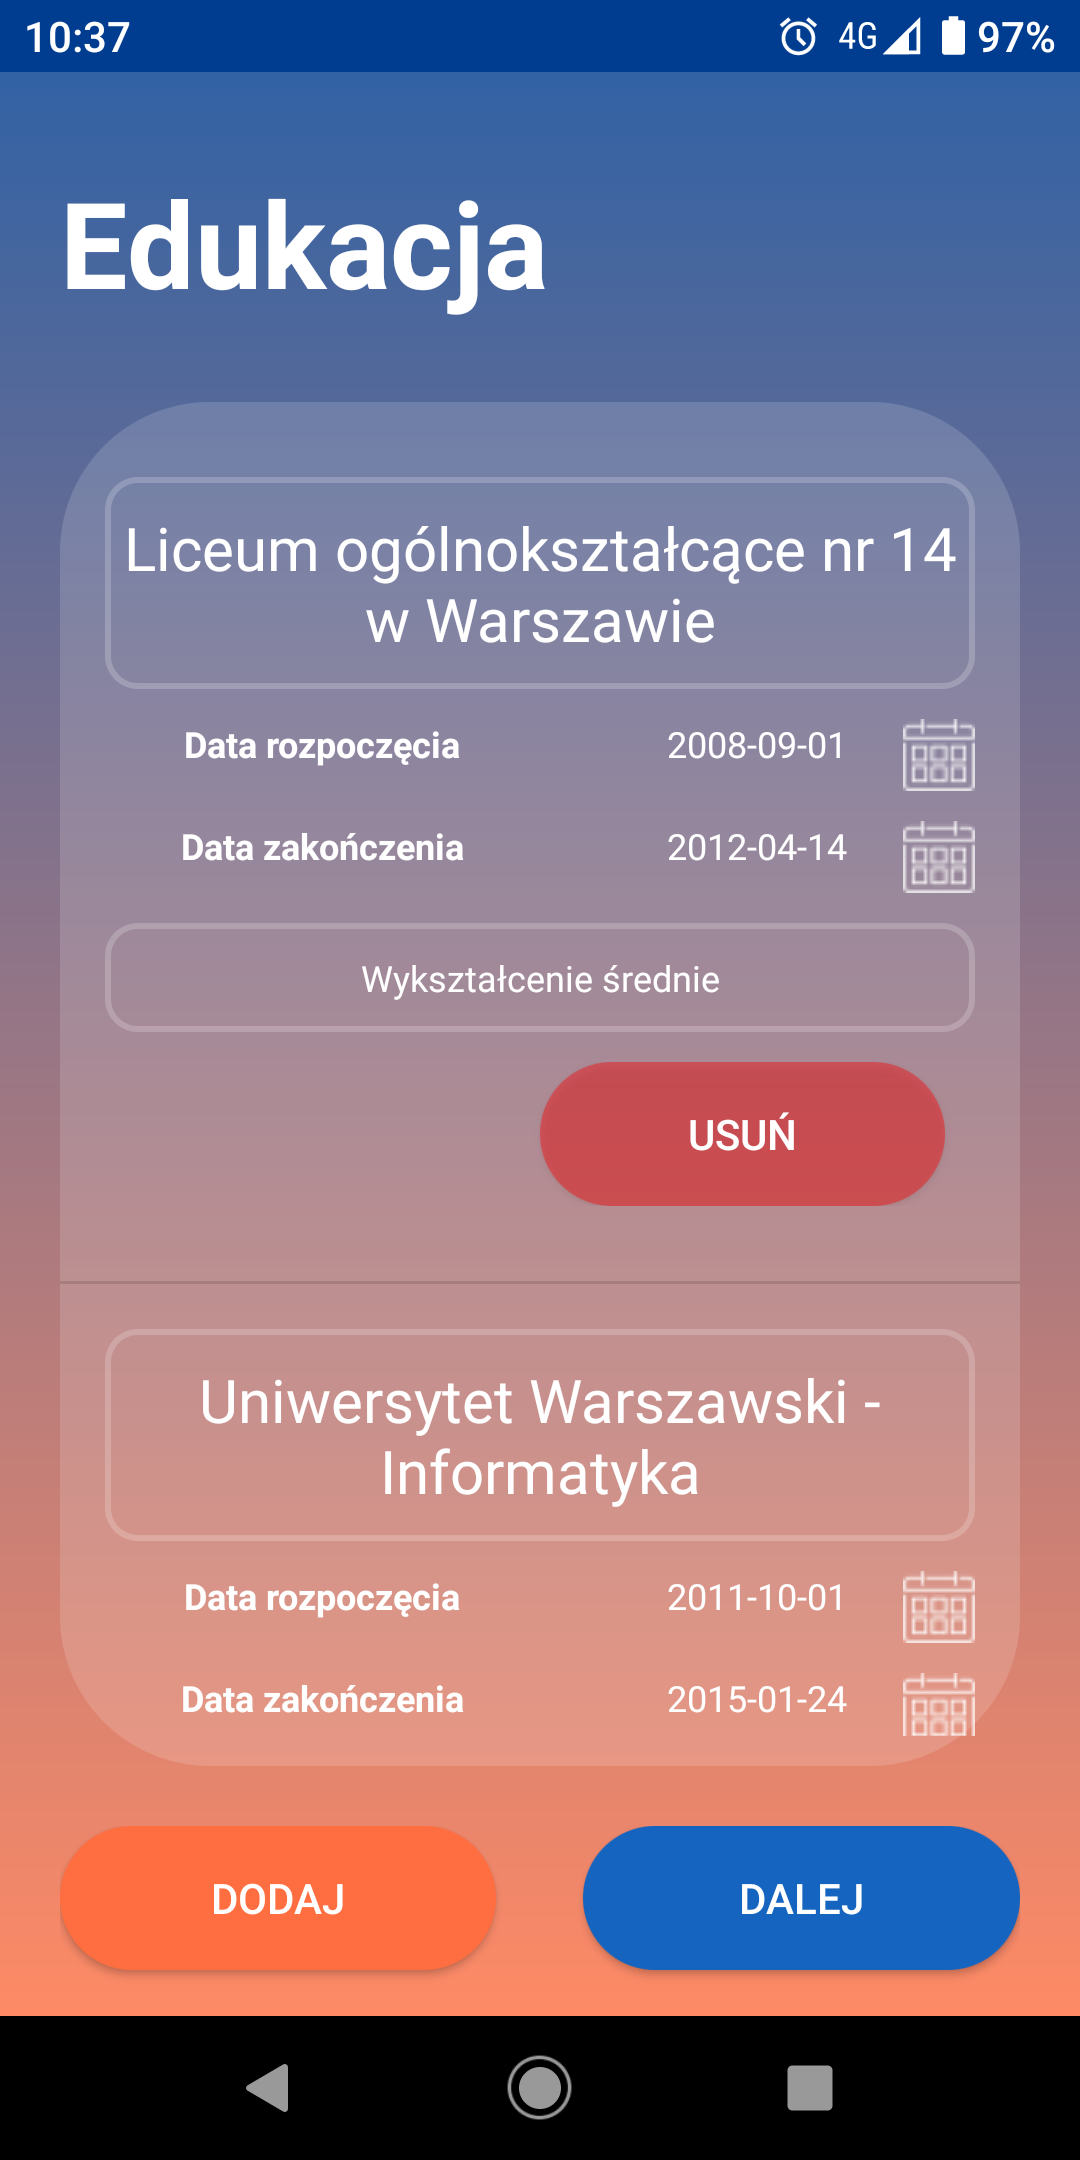 10:37
4G
97%
Edukacja
Liceum ogólnokształcące nr 14
w Warszawie
Data rozpoczęcia
2008-09-01
Data zakończenia
2012-04-14
Wykształcenie średnie
USUŃ
Uniwersytet Warszawski -
Informatyka
Data rozpoczęcia
2011-10-01
Data zakończenia
2015-01-24
DODAJ
DALEJ